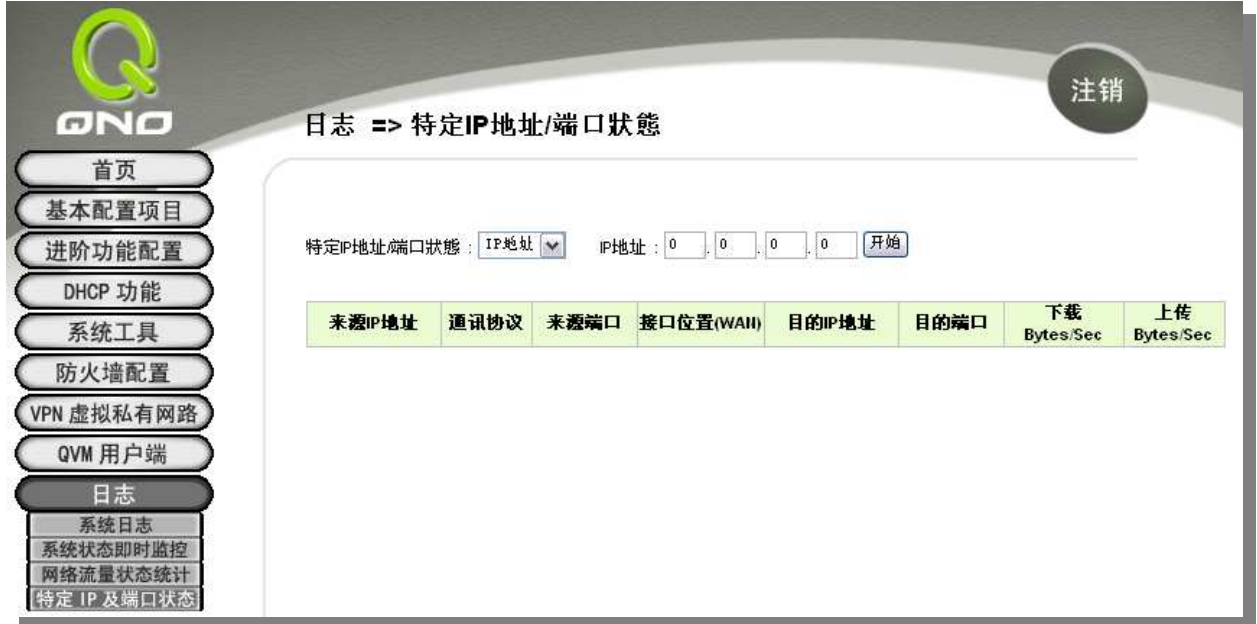 QNO
注销
日志 => 特定IP地址/端口狀態
首页
基本配置项目
进阶功能配置
DHCP 功能
系统工具
防火墙配置
VPN 虚拟私有网路
QVM 用户端
日志
系统日志
系统状态即时监控
网络流量状态统计
特定 IP 及端口状态
特定IP地址/端口狀態 : IP地址 IP地址 : 0 . 0 . 0 . 0 开始
来源IP地址 通讯协议 来源端口 接口位置(WAN) 目的IP地址 目的端口 下载 Bytes/Sec 上传 Bytes/Sec